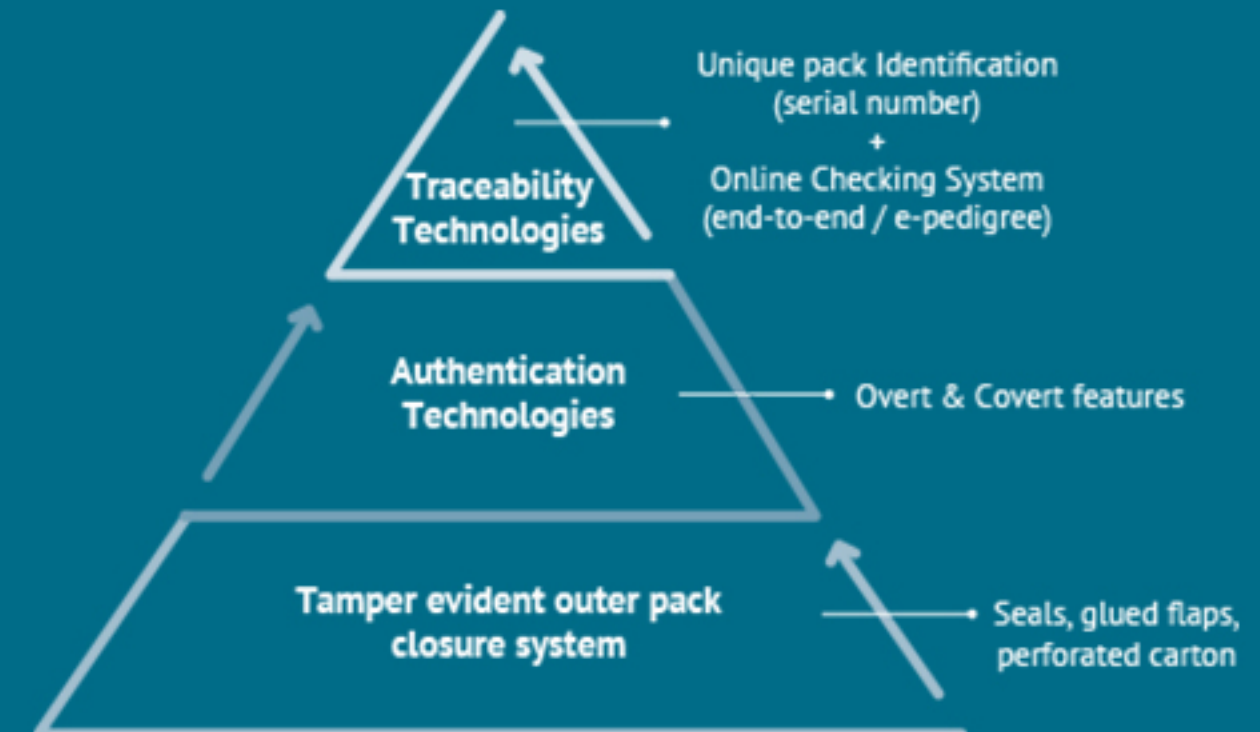 Unique pack Identification
(serial number)
+
Online Checking System
(end-to-end / e-pedigree)
Traceability
Technologies
Authentication
Technologies
Overt & Covert features
Tamper evident outer pack
closure system
Seals, glued flaps,
perforated carton